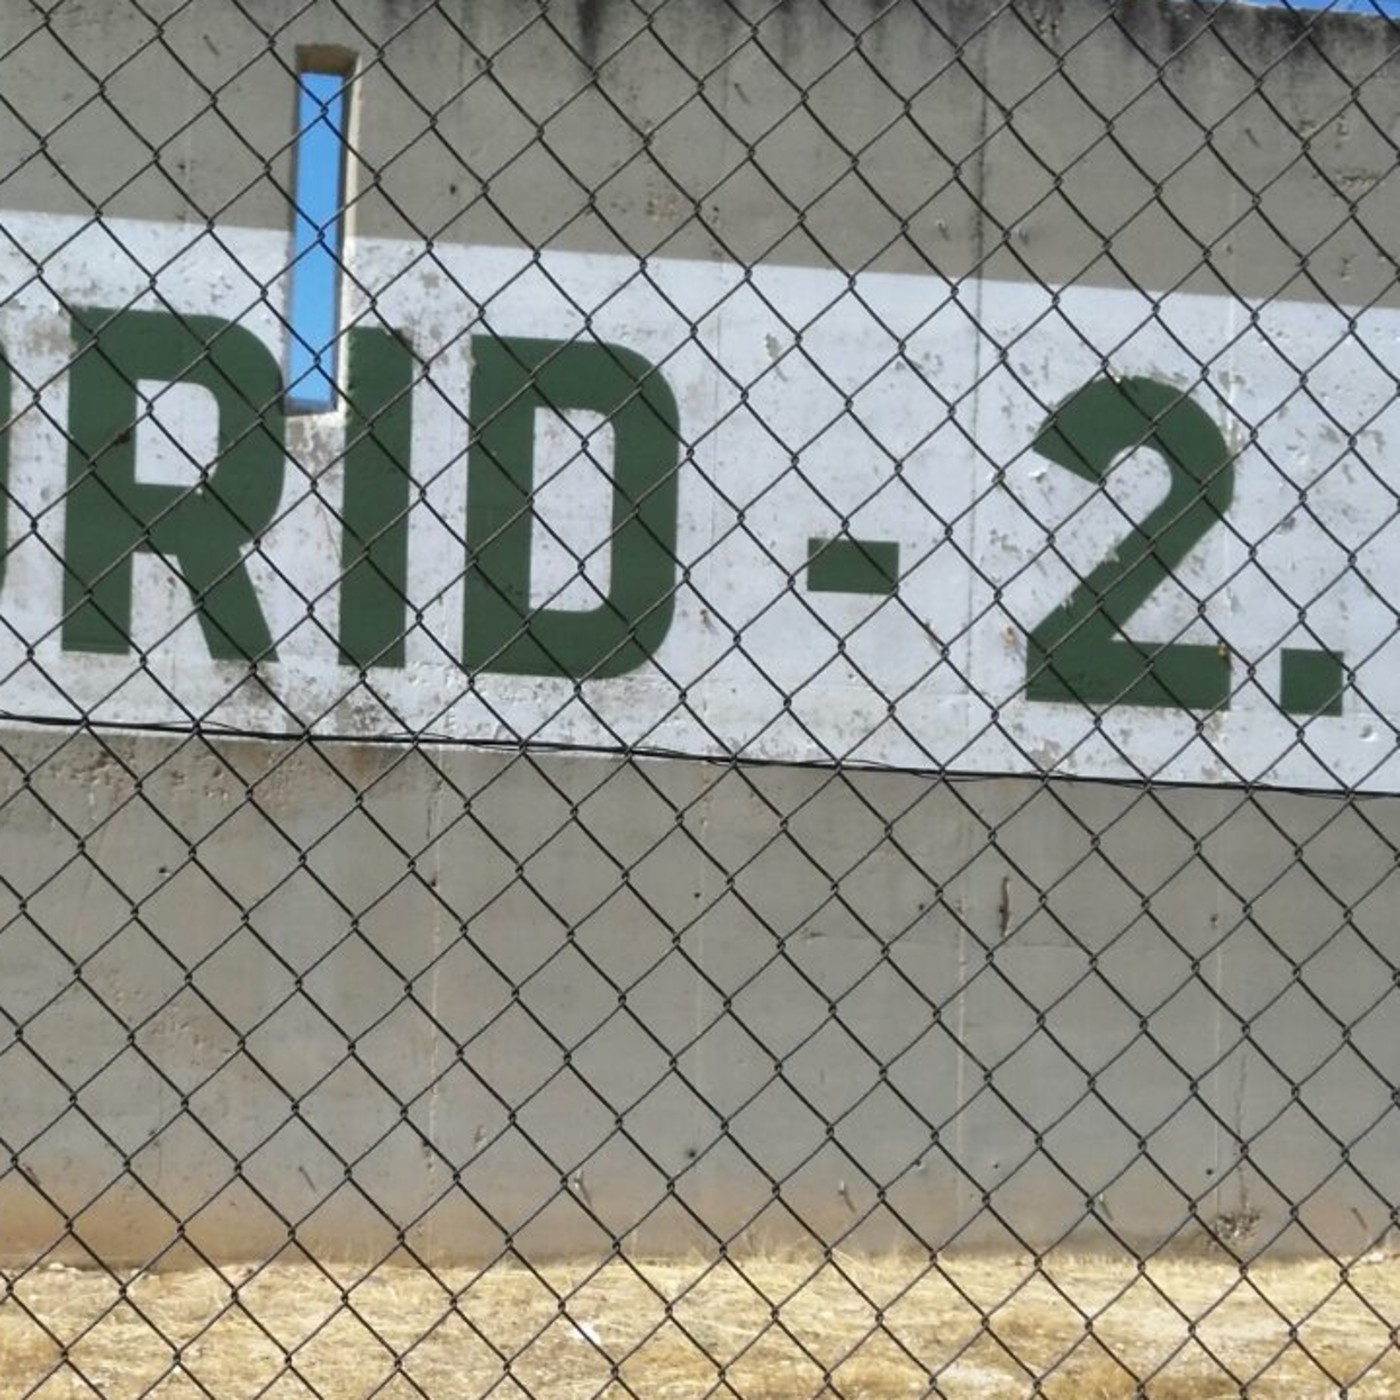 RID - 2.